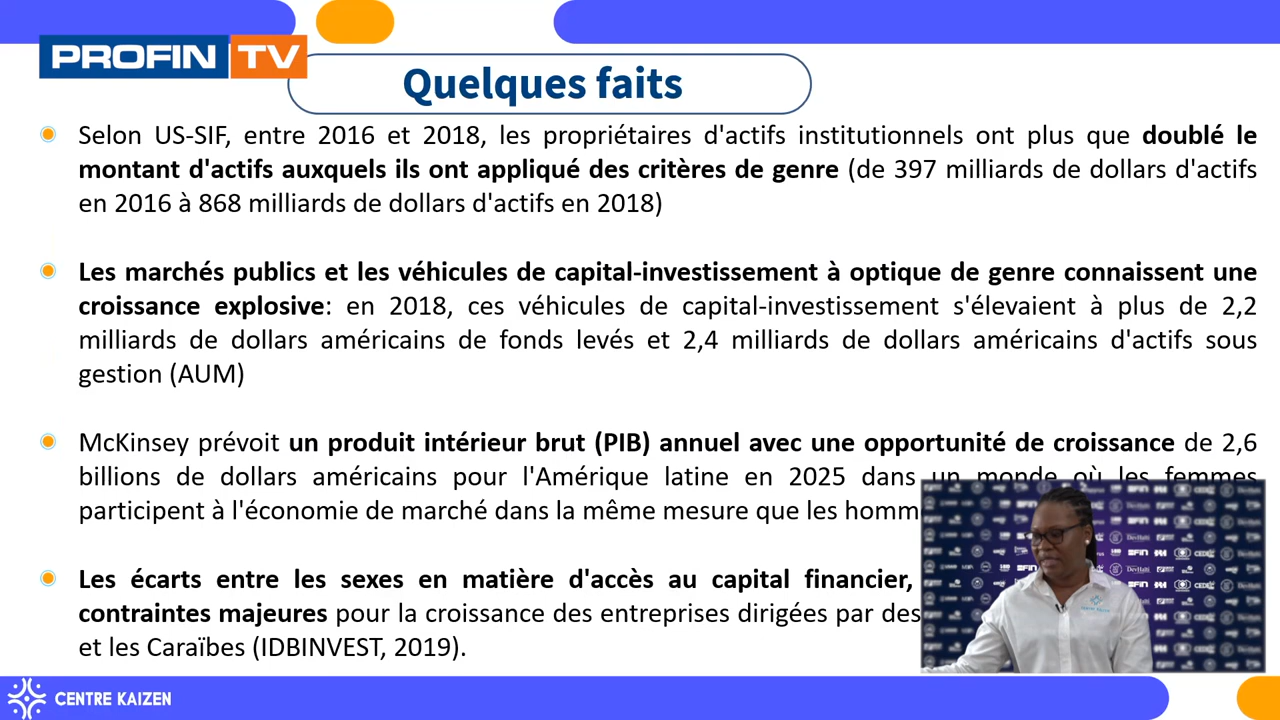 PROFIN TV
Quelques faits
Selon US-SIF, entre 2016 et 2018, les propriétaires d'actifs institutionnels ont plus que doublé le
montant d'actifs auxquels ils ont appliqué des critères de genre (de 397 milliards de dollars d'actifs
en 2016 à 868 milliards de dollars d'actifs en 2018)
Les marchés publics et les véhicules de capital-investissement à optique de genre connaissent une
croissance explosive: en 2018, ces véhicules de capital-investissement s'élevaient à plus de 2,2
milliards de dollars américains de fonds levés et 2,4 milliards de dollars américains d'actifs sous
gestion (AUM)
McKinsey prévoit un produit intérieur brut (PIB) annuel avec une opportunité de croissance de 2,6
billions de dollars américains pour l'Amérique latine en 2025 dans un monde où les femmes
participent à l'économie de marché dans la même mesure que les homm
Les écarts entre les sexes en matière d'accès au capital financier,
contraintes majeures pour la croissance des entreprises dirigées par des
et les Caraïbes (IDBINVEST, 2019).
CENTRE KAIZEN